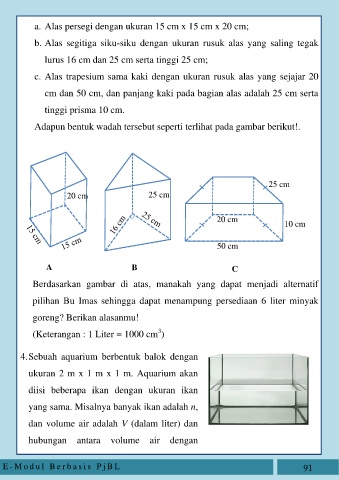 a. Alas persegi dengan ukuran 15 cm x 15 cm x 20 cm;
b. Alas segitiga siku-siku dengan ukuran rusuk alas yang saling tegak
lurus 16 cm dan 25 cm serta tinggi 25 cm;
c. Alas trapesium sama kaki dengan ukuran rusuk alas yang sejajar 20
cm dan 50 cm, dan panjang kaki pada bagian alas adalah 25 cm serta
tinggi prisma 10 cm.
Adapun bentuk wadah tersebut seperti terlihat pada gambar berikut!.
20 cm
15 cm
15 cm
25 cm
16 cm
25 cm
25 cm
20 cm
10 cm
50 cm
A B C
Berdasarkan gambar di atas, manakah yang dapat menjadi alternatif
pilihan Bu Imas sehingga dapat menampung persediaan 6 liter minyak
goreng? Berikan alasanmu!
(Keterangan : 1 Liter = 1000 cm³)
4. Sebuah aquarium berbentuk balok dengan
ukuran 2 m x 1 m x 1 m. Aquarium akan
diisi beberapa ikan dengan ukuran ikan
yang sama. Misalnya banyak ikan adalah n,
dan volume air adalah V (dalam liter) dan
hubungan antara volume air dengan
E-Modul Berbasis PjBL 91